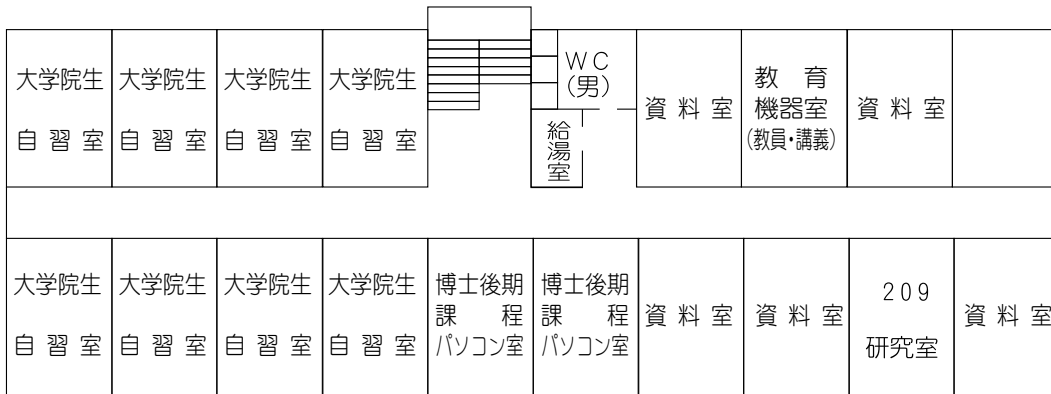 大学院生
自習室
大学院生
自習室
大学院生
自習室
大学院生
自習室
WC
(男)
給湯室
資料室
教育
機器室
(教員・講義)
資料室
大学院生
自習室
大学院生
自習室
大学院生
自習室
大学院生
自習室
博士後期
課程
パソコン室
博士後期
課程
パソコン室
資料室
資料室
209
研究室
資料室